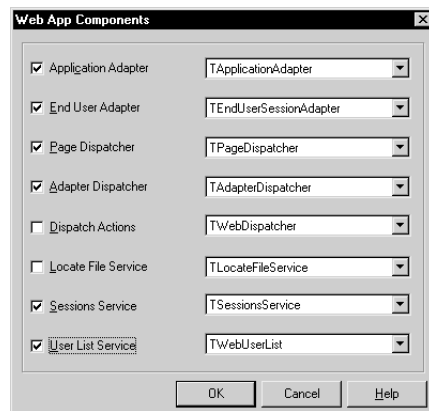 Web App Components
Application Adapter TApplicationAdapter
End User Adapter TEndUserSessionAdapter
Page Dispatcher TPageDispatcher
Adapter Dispatcher TAdapterDispatcher
Dispatch Actions TWebDispatcher
Locate File Service TLocateFileService
Sessions Service TSessionsService
User List Service TWebUserList
OK Cancel Help